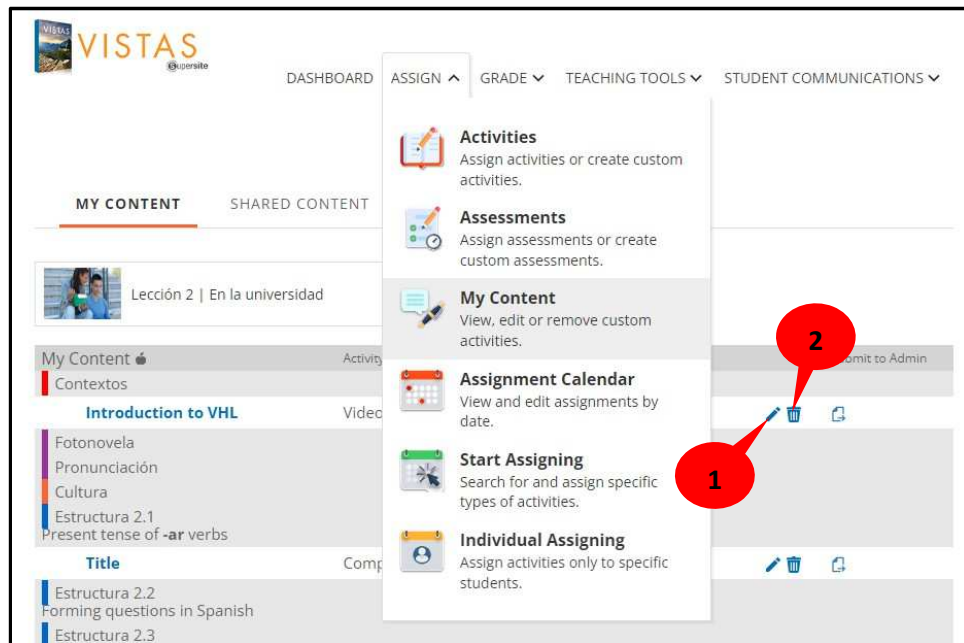 VISTAS
VISTAS
Supersite
DASHBOARD ASSIGN GRADE TEACHING TOOLS STUDENT COMMUNICATIONS
Activities
Assign activities or create custom
activities.
Assessments
Assign assessments or create
custom assessments.
My Content
View, edit or remove custom
activities.
Assignment Calendar
View and edit assignments by
date.
Start Assigning
Search for and assign specific
types of activities.
Individual Assigning
Assign activities only to specific
students.
MY CONTENT SHARED CONTENT
Lección 2 | En la universidad
My Content Activity to Admin
Contextos
Introduction to VHL Video
Fotonovela
Pronunciación
Cultura
Estructura 2.1
Present tense of -ar verbs
Title Comp
Estructura 2.2
Forming questions in Spanish
Estructura 2.3
2
1